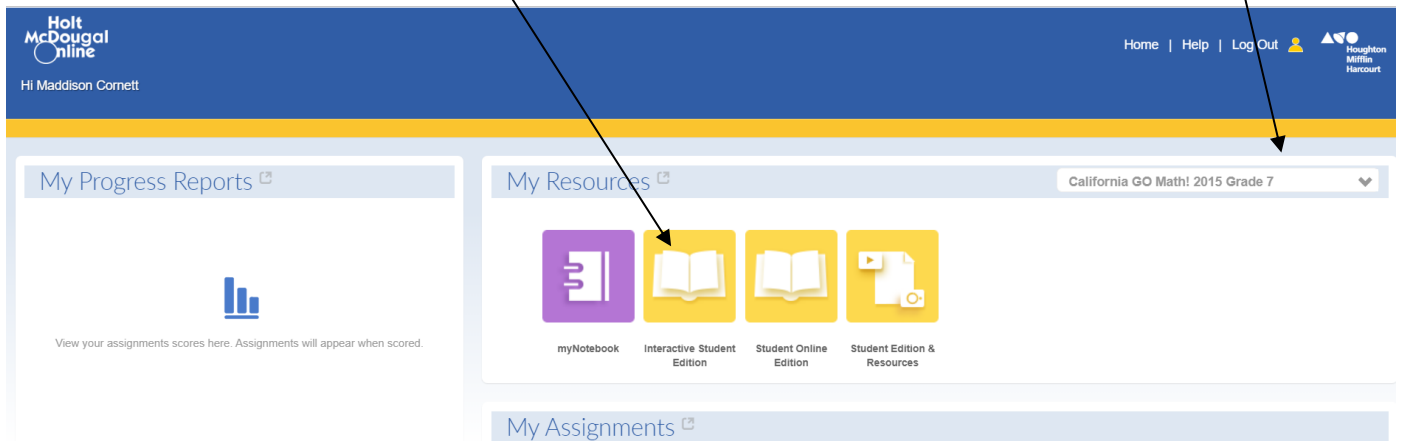 Holt
McDougal
Online
Hi Maddison Cornett
Home | Help | Log Out
Houghton
Mifflin
Harcourt
My Progress Reports
View your assignments scores here. Assignments will appear when scored.
My Resources
California GO Math! 2015 Grade 7
myNotebook
Interactive Student
Edition
Student Online
Edition
Student Edition &
Resources
My Assignments